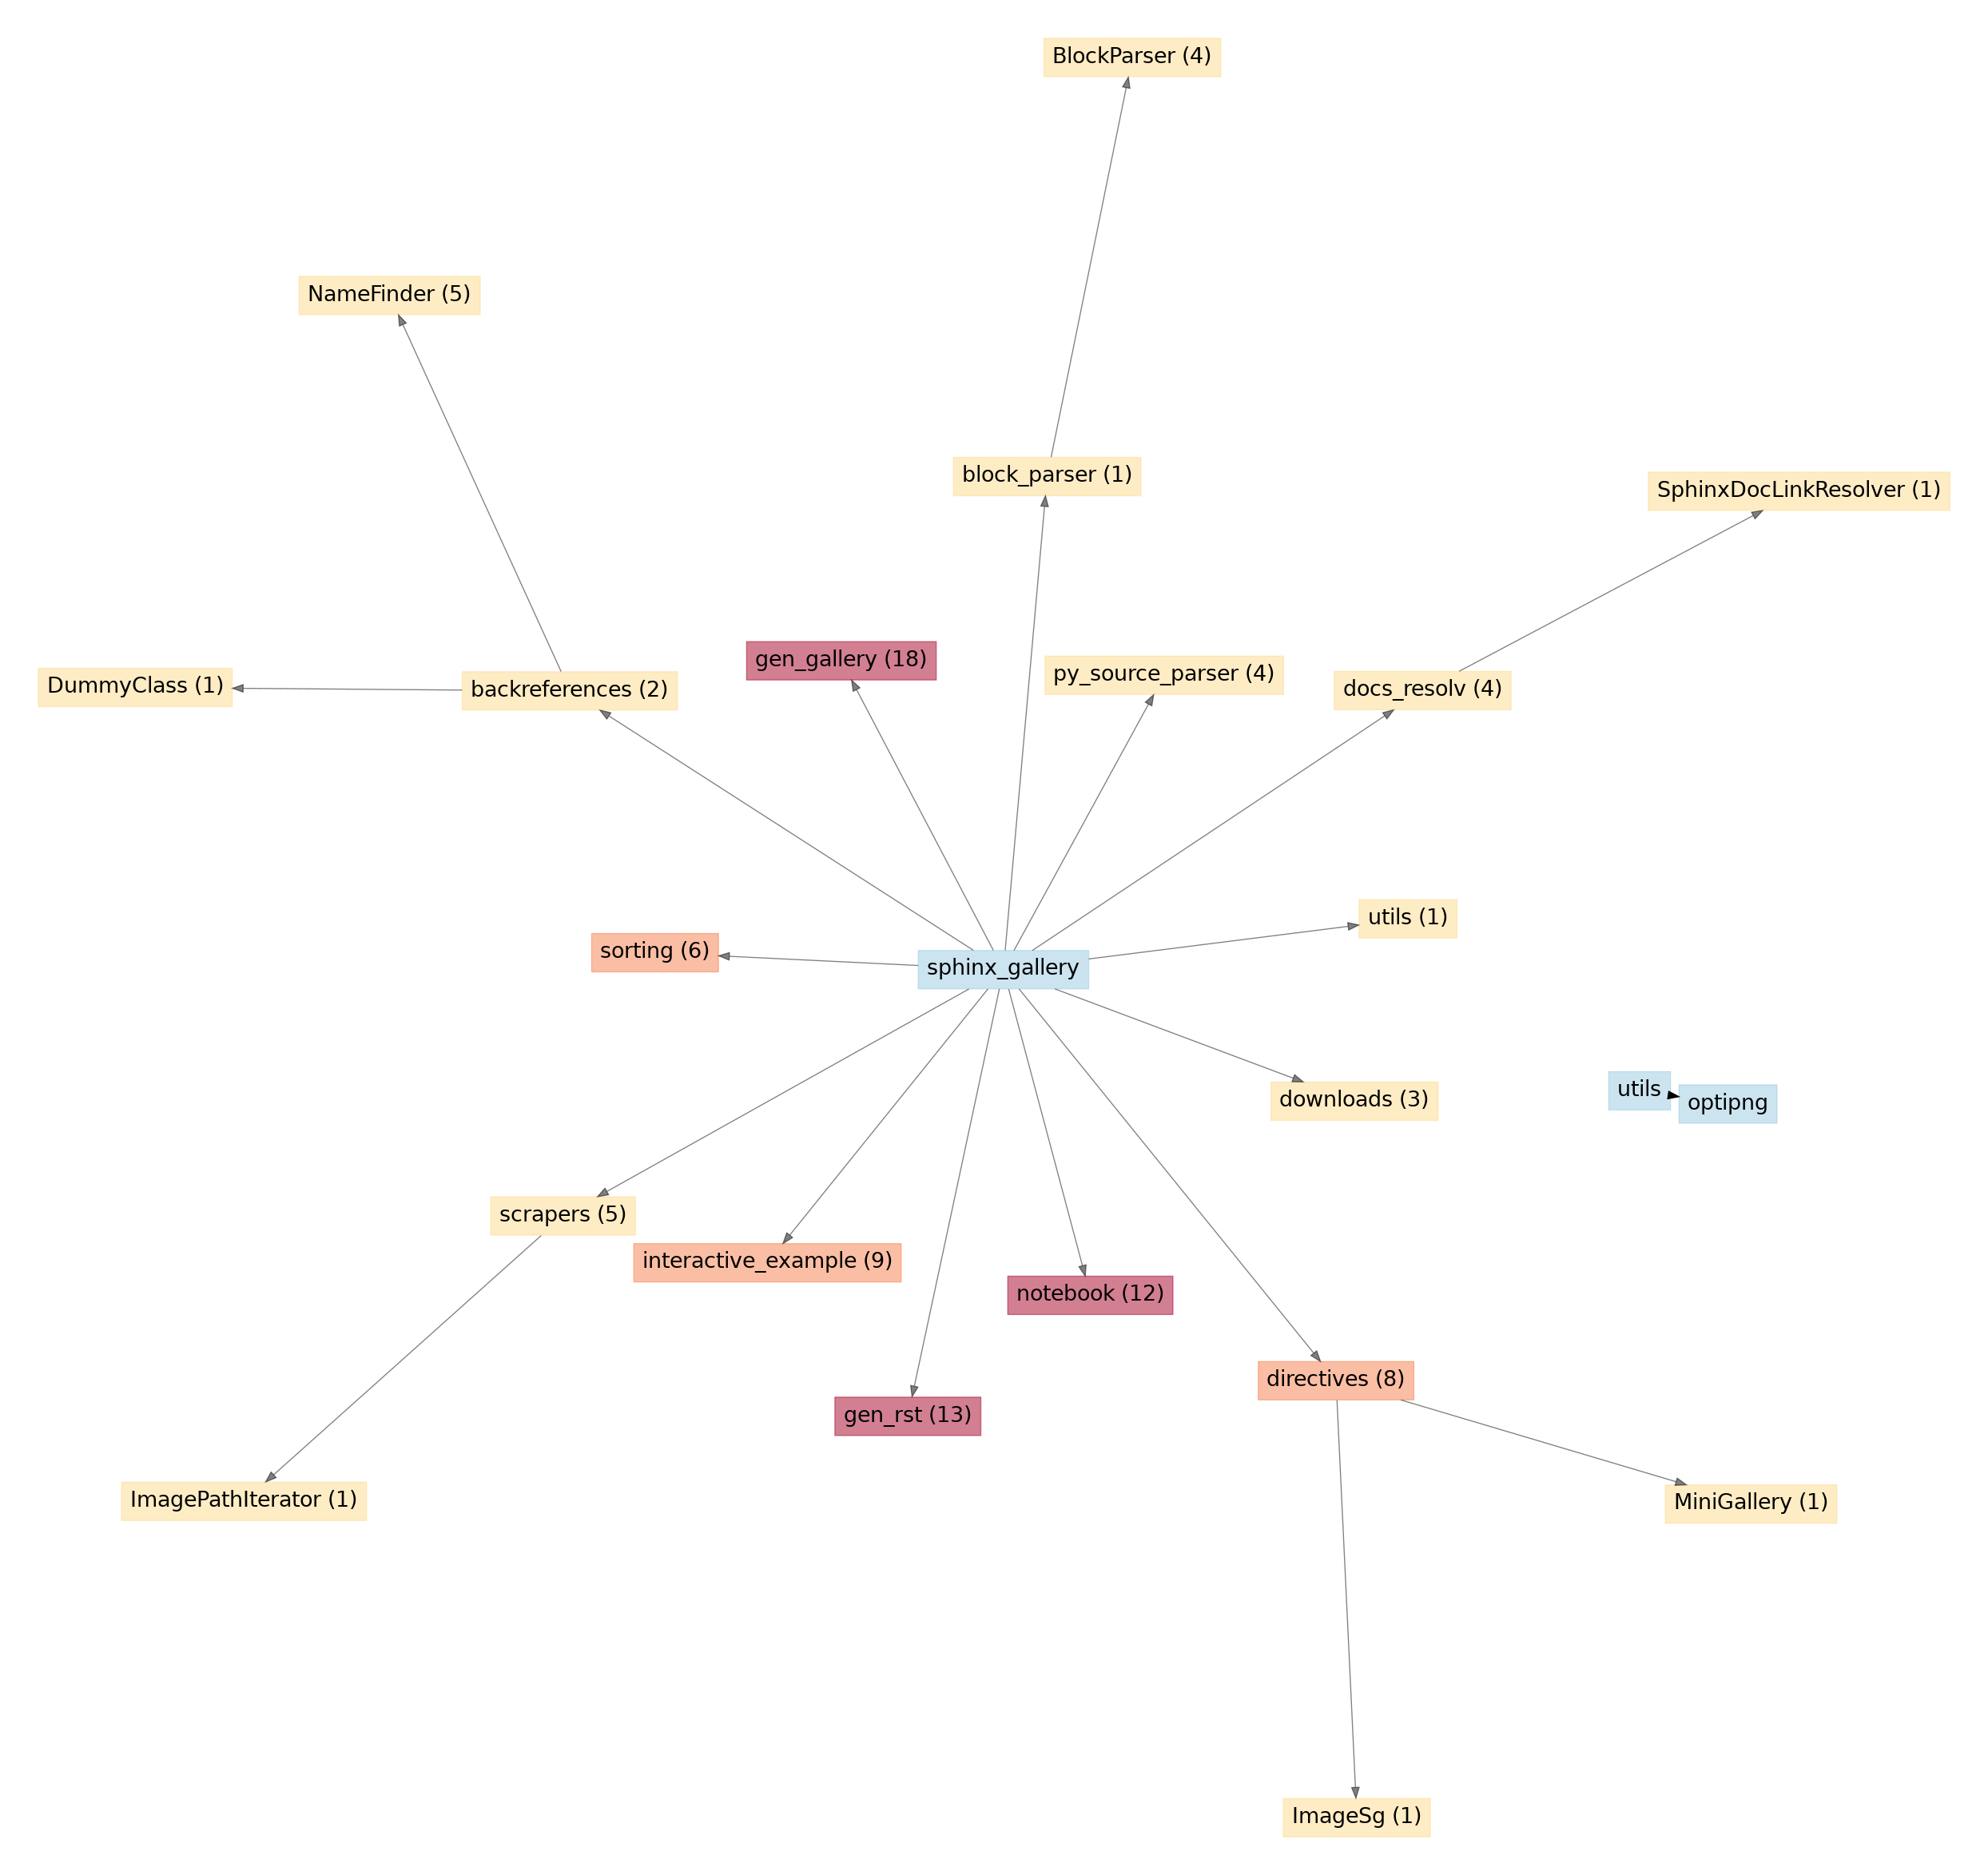 BlockParser (4)
NameFinder (5)
block_parser (1)
SphinxDocLinkResolver (1)
gen_gallery (18)
py_source_parser (4)
DummyClass (1)
backreferences (2)
docs_resolv (4)
utils (1)
sorting (6)
sphinx_gallery
utils
optipng
downloads (3)
scrapers (5)
interactive_example (9)
notebook (12)
directives (8)
gen_rst (13)
ImagePathIterator (1)
MiniGallery (1)
ImageSg (1)